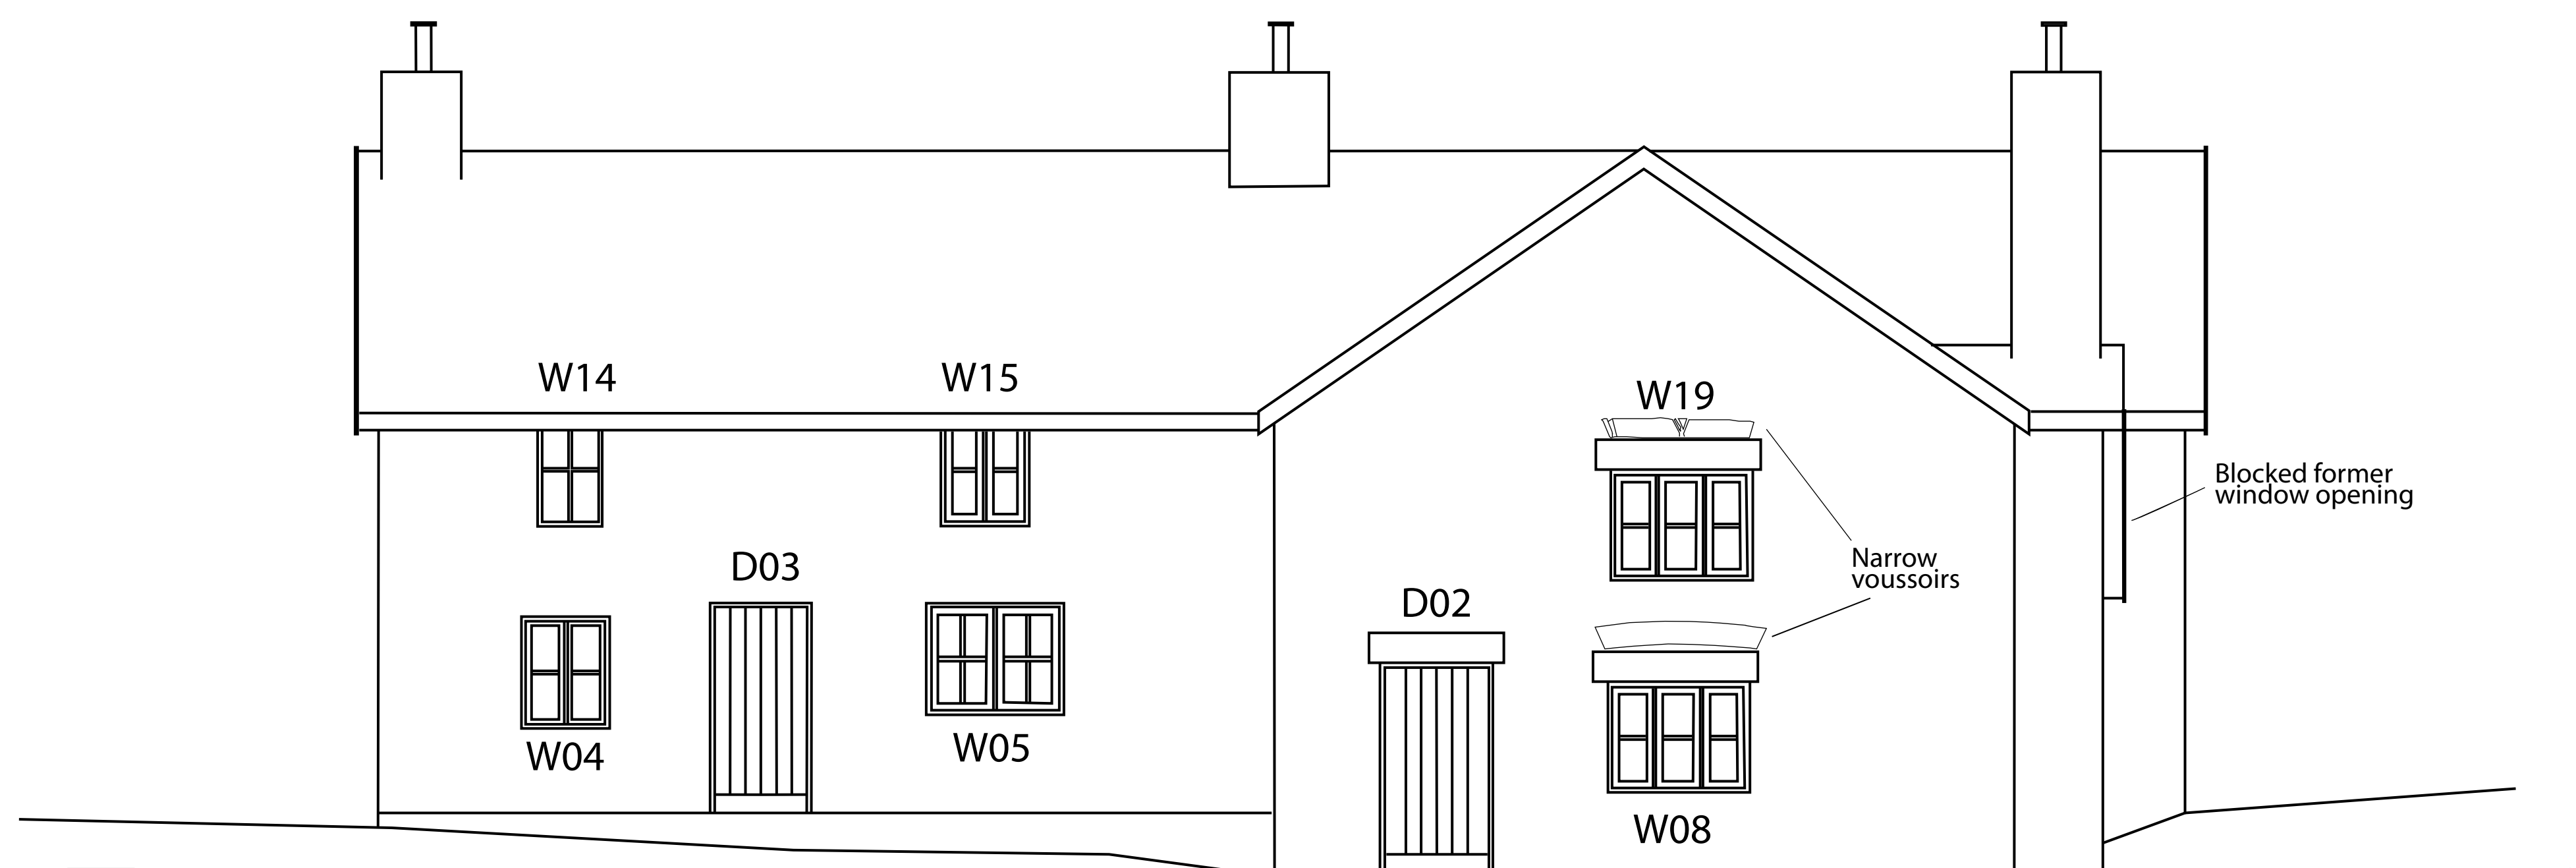 W14
W15
W19
Blocked former
window opening
Narrow
voussoirs
D03
D02
W04
W05
W08